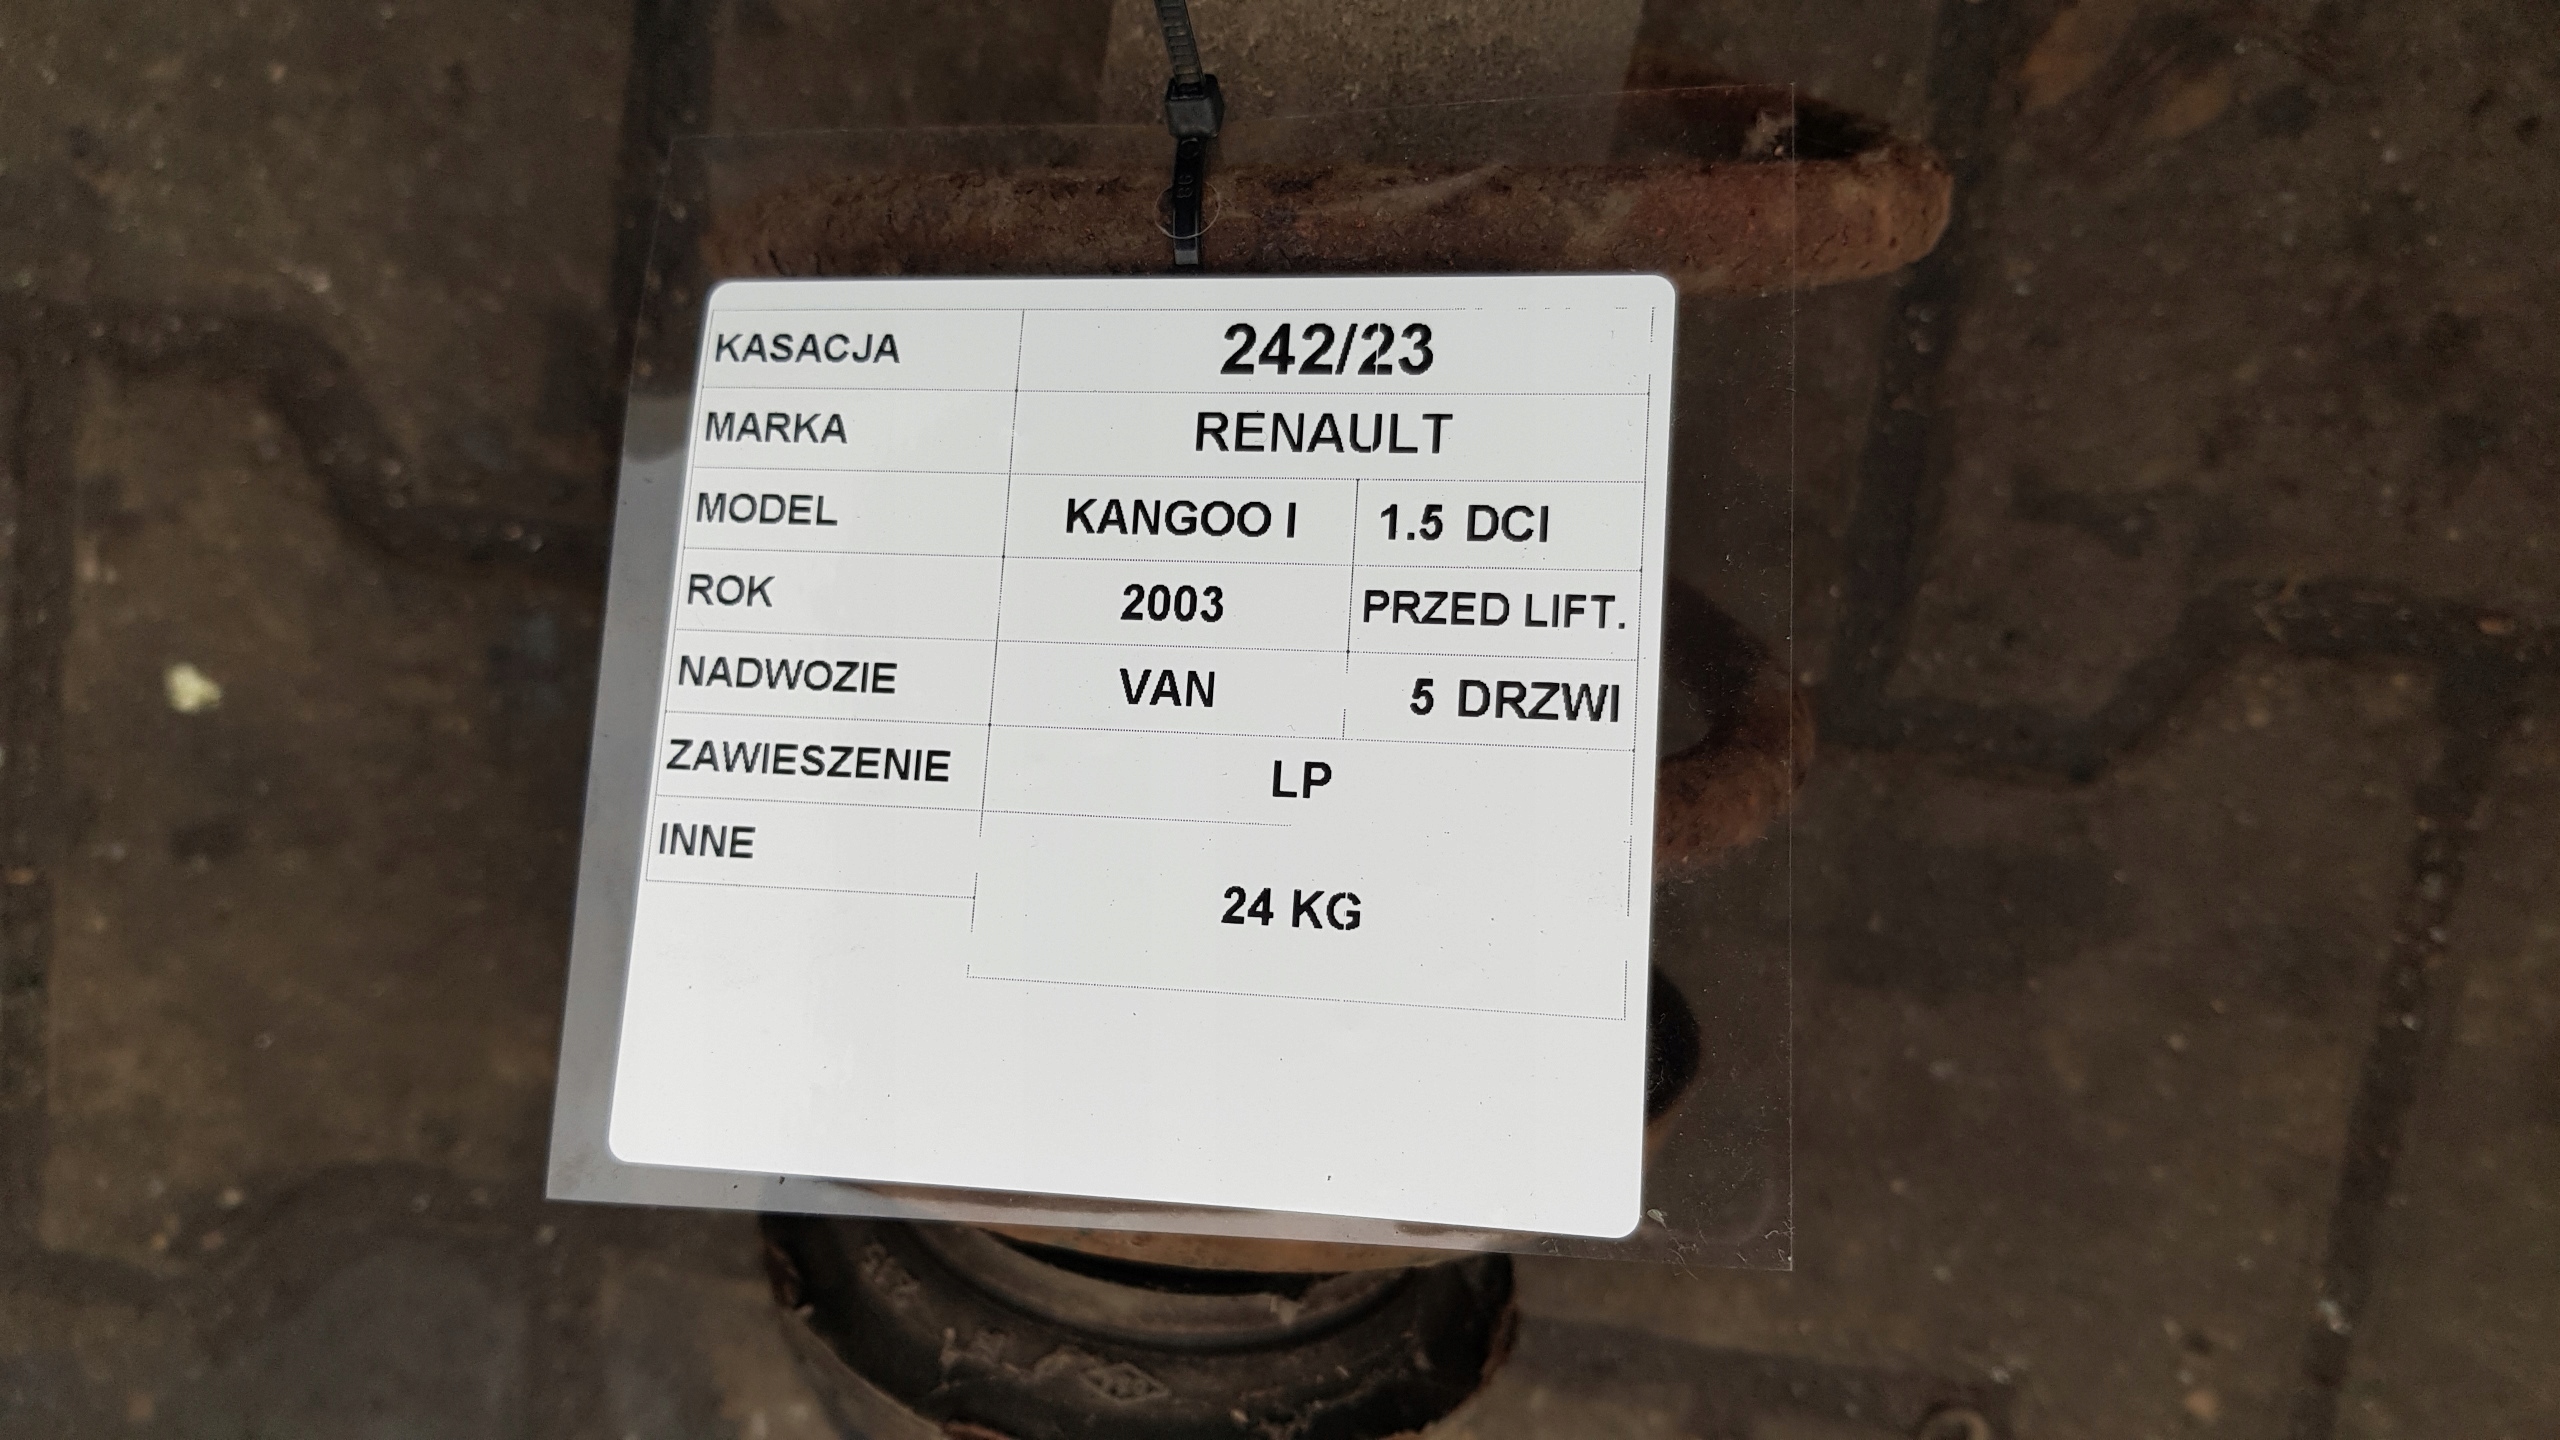 KASACJA 242/23
MARKA RENAULT
MODEL KANGOO I 1.5 DCI
ROK 2003 PRZED LIFT.
NADWOZIE VAN 5 DRZWI
ZAWIESZENIE LP
INNE
24 KG